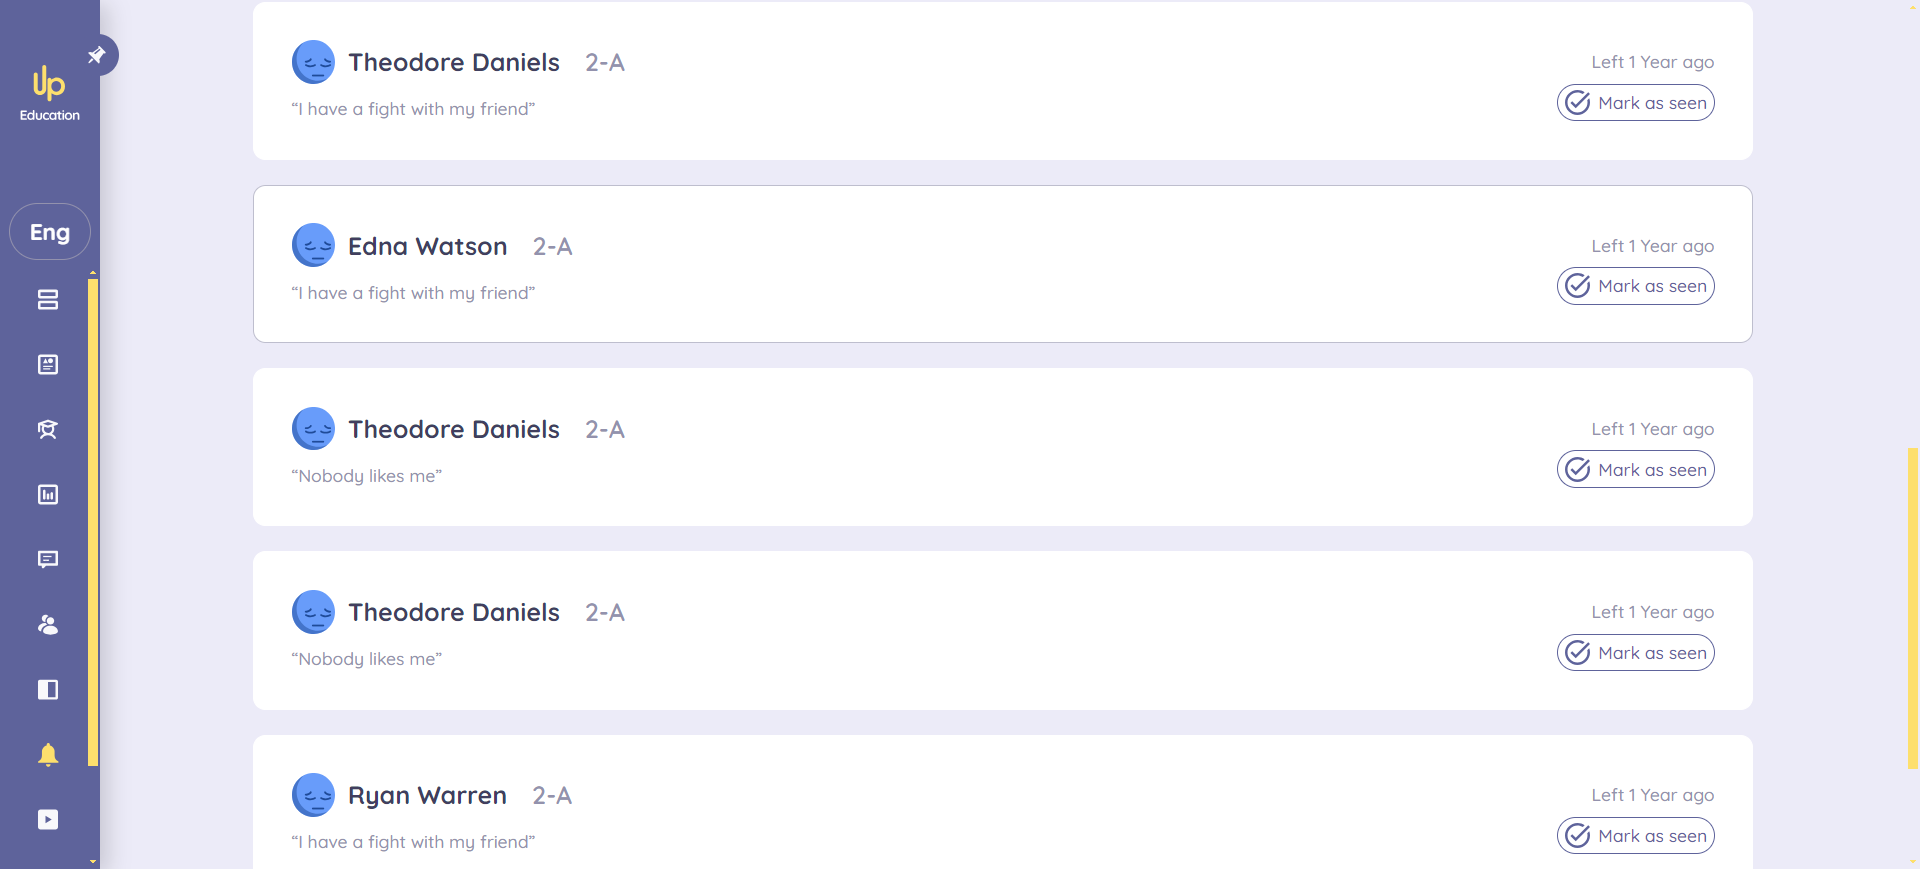 Up
Education
Eng
Theodore Daniels 2-A
Left 1 Year ago
“I have a fight with my friend”
Mark as seen
Edna Watson 2-A
Left 1 Year ago
“I have a fight with my friend”
Mark as seen
Theodore Daniels 2-A
Left 1 Year ago
“Nobody likes me”
Mark as seen
Theodore Daniels 2-A
Left 1 Year ago
“Nobody likes me”
Mark as seen
Ryan Warren 2-A
Left 1 Year ago
“I have a fight with my friend”
Mark as seen